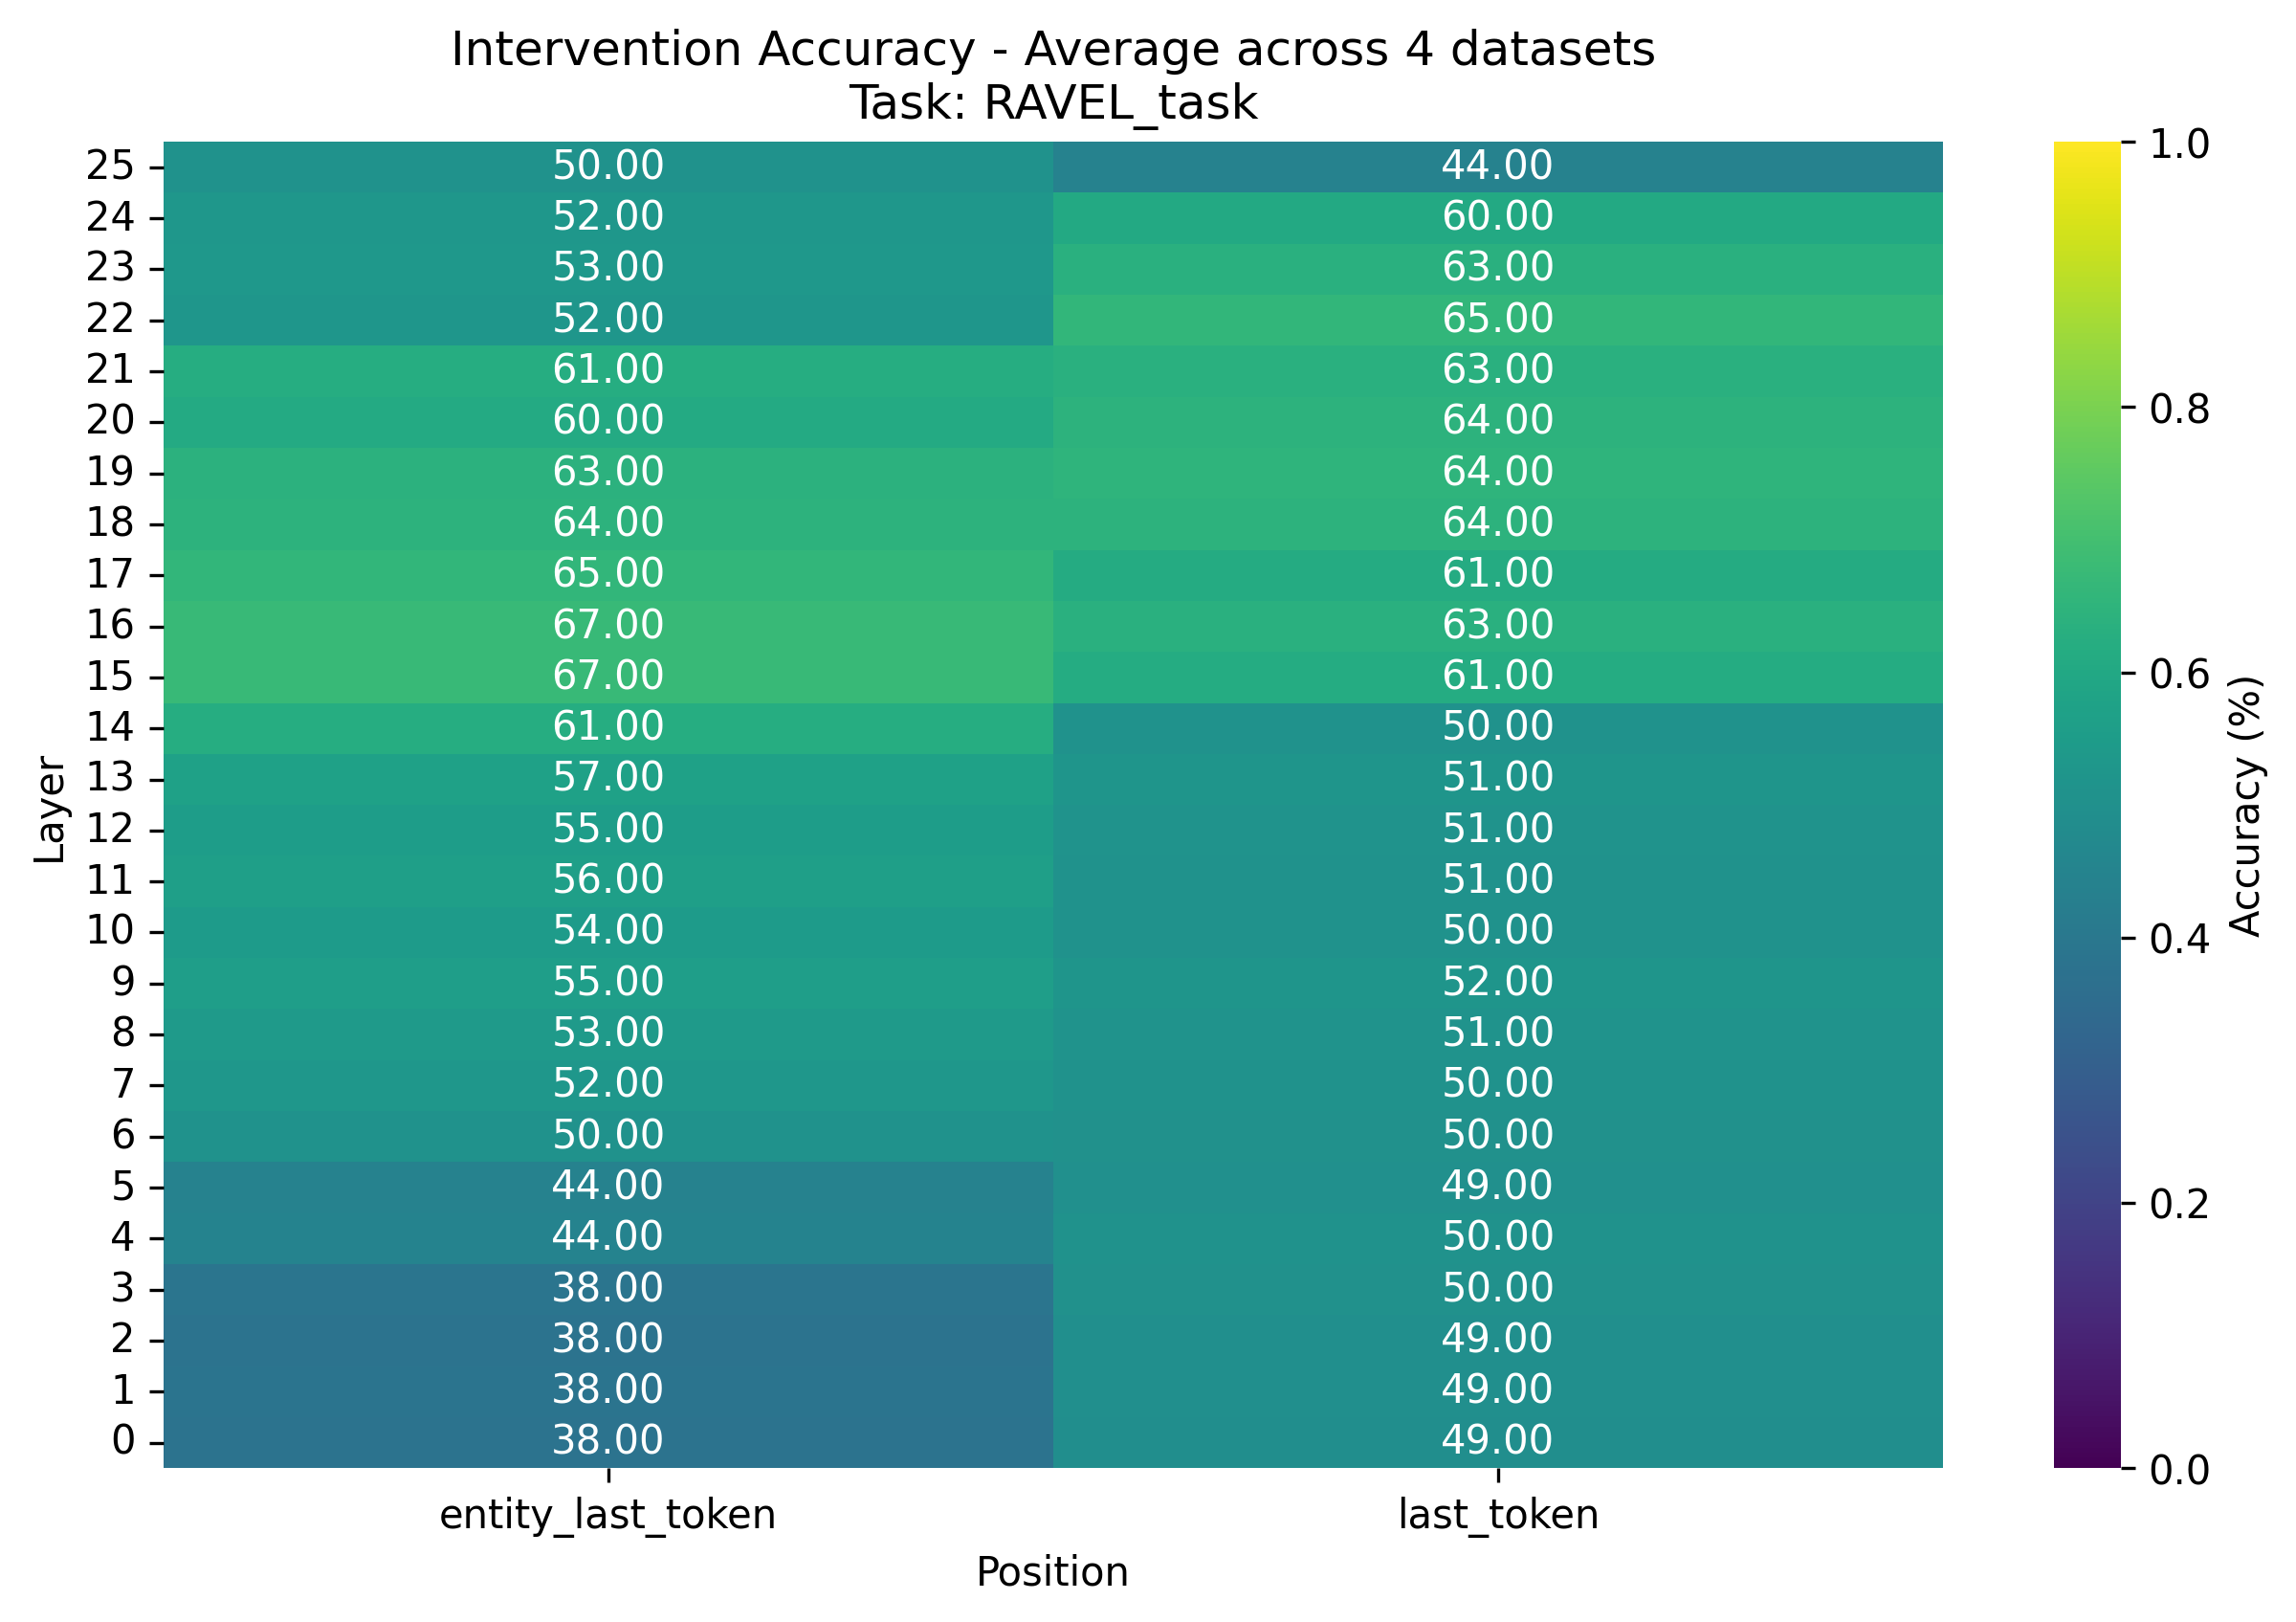 Intervention Accuracy - Average across 4 datasets
Task: RAVEL_task
25 50.00 44.00
24 52.00 60.00
23 53.00 63.00
22 52.00 65.00
21 61.00 63.00
20 60.00 64.00
19 63.00 64.00
18 64.00 64.00
17 65.00 61.00
16 67.00 63.00
15 67.00 61.00
14 61.00 50.00
13 57.00 51.00
12 55.00 51.00
11 56.00 51.00
10 54.00 50.00
9 55.00 52.00
8 53.00 51.00
7 52.00 50.00
6 50.00 50.00
5 44.00 49.00
4 44.00 50.00
3 38.00 50.00
2 38.00 49.00
1 38.00 49.00
0 38.00 49.00
entity_last_token last_token
Position
Layer
1.0
0.8
0.6
0.4
0.2
0.0
Accuracy (%)